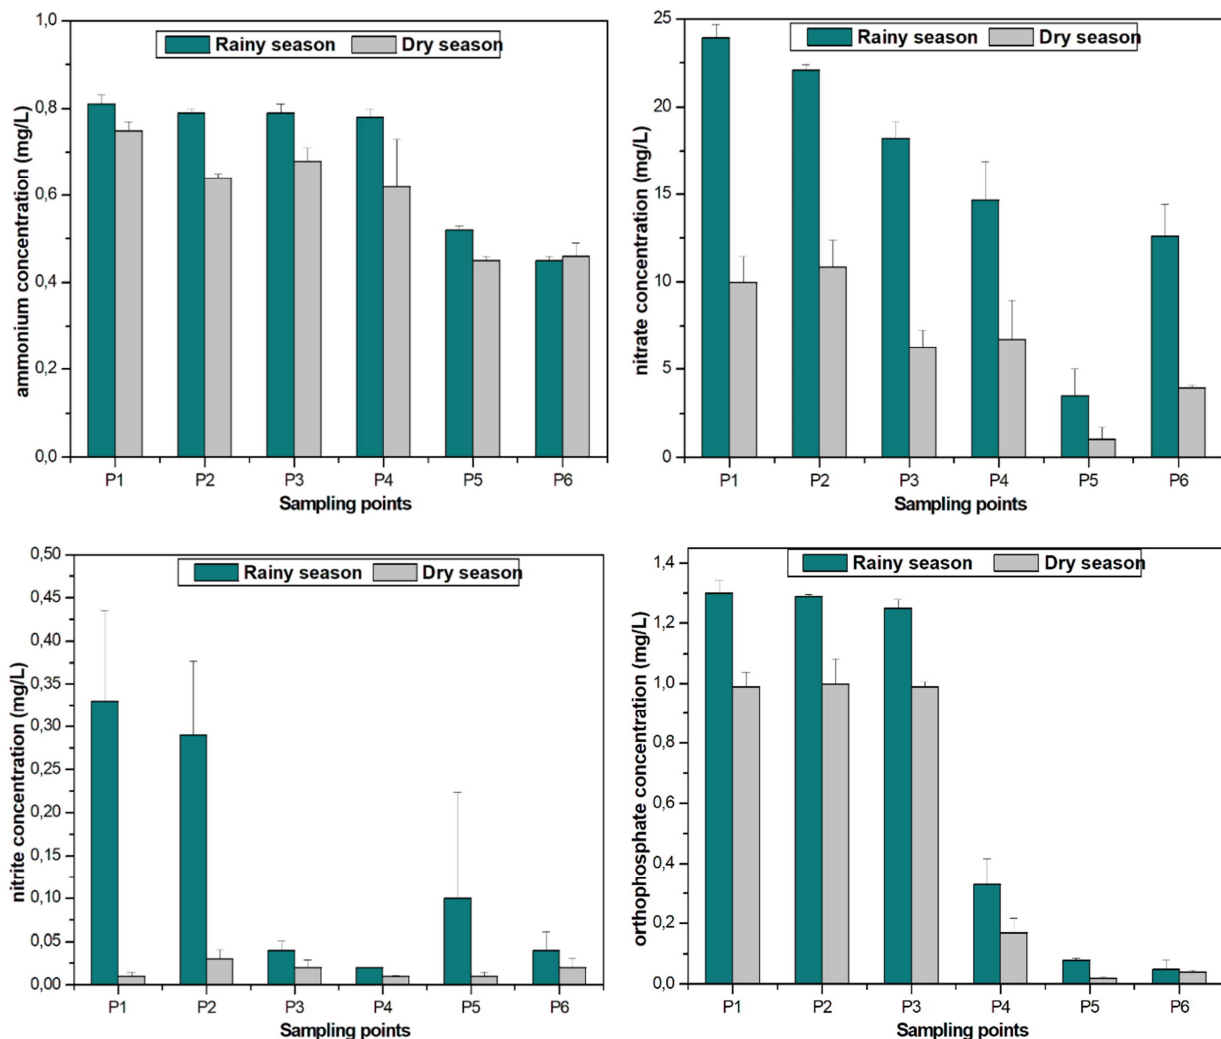 1,0
0,8
0,6
0,4
0,2
0,0
ammonium concentration (mg/L)
Rainy season Dry season
P1 P2 P3 P4 P5 P6
Sampling points
25
20
15
10
5
0
nitrate concentration (mg/L)
Rainy season Dry season
P1 P2 P3 P4 P5 P6
Sampling points
0,50
0,45
0,40
0,35
0,30
0,25
0,20
0,15
0,10
0,05
0,00
nitrite concentration (mg/L)
Rainy season Dry season
P1 P2 P3 P4 P5 P6
Sampling points
1,4
1,2
1,0
0,8
0,6
0,4
0,2
0,0
orthophosphate concentration (mg/L)
Rainy season Dry season
P1 P2 P3 P4 P5 P6
Sampling points